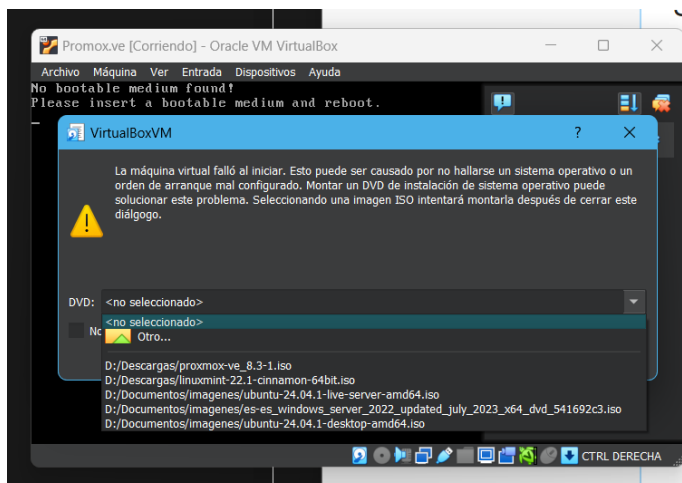 Promox.ve [Corriendo] - Oracle VM VirtualBox
Archivo Máquina Ver Entrada Dispositivos Ayuda
No bootable medium found!
Please insert a bootable medium and reboot.
VirtualBoxVM
La máquina virtual falló al iniciar. Esto puede ser causado por no hallarse un sistema operativo o un
orden de arranque mal configurado. Montar un DVD de instalación de sistema operativo puede
solucionar este problema. Seleccionando una imagen ISO intentará montarla después de cerrar este
diálgogo.
DVD: <no seleccionado>
<no seleccionado>
Otro...
D:/Descargas/proxmox-ve_8.3-1.iso
D:/Descargas/linuxmint-22.1-cinnamon-64bit.iso
D:/Documentos/imagenes/ubuntu-24.04.1-live-server-amd64.iso
D:/Documentos/imagenes/es-es_windows_server_2022_updated_july_2023_x64_dvd_541692c3.iso
D:/Documentos/imagenes/ubuntu-24.04.1-desktop-amd64.iso
CTRL DERECHA